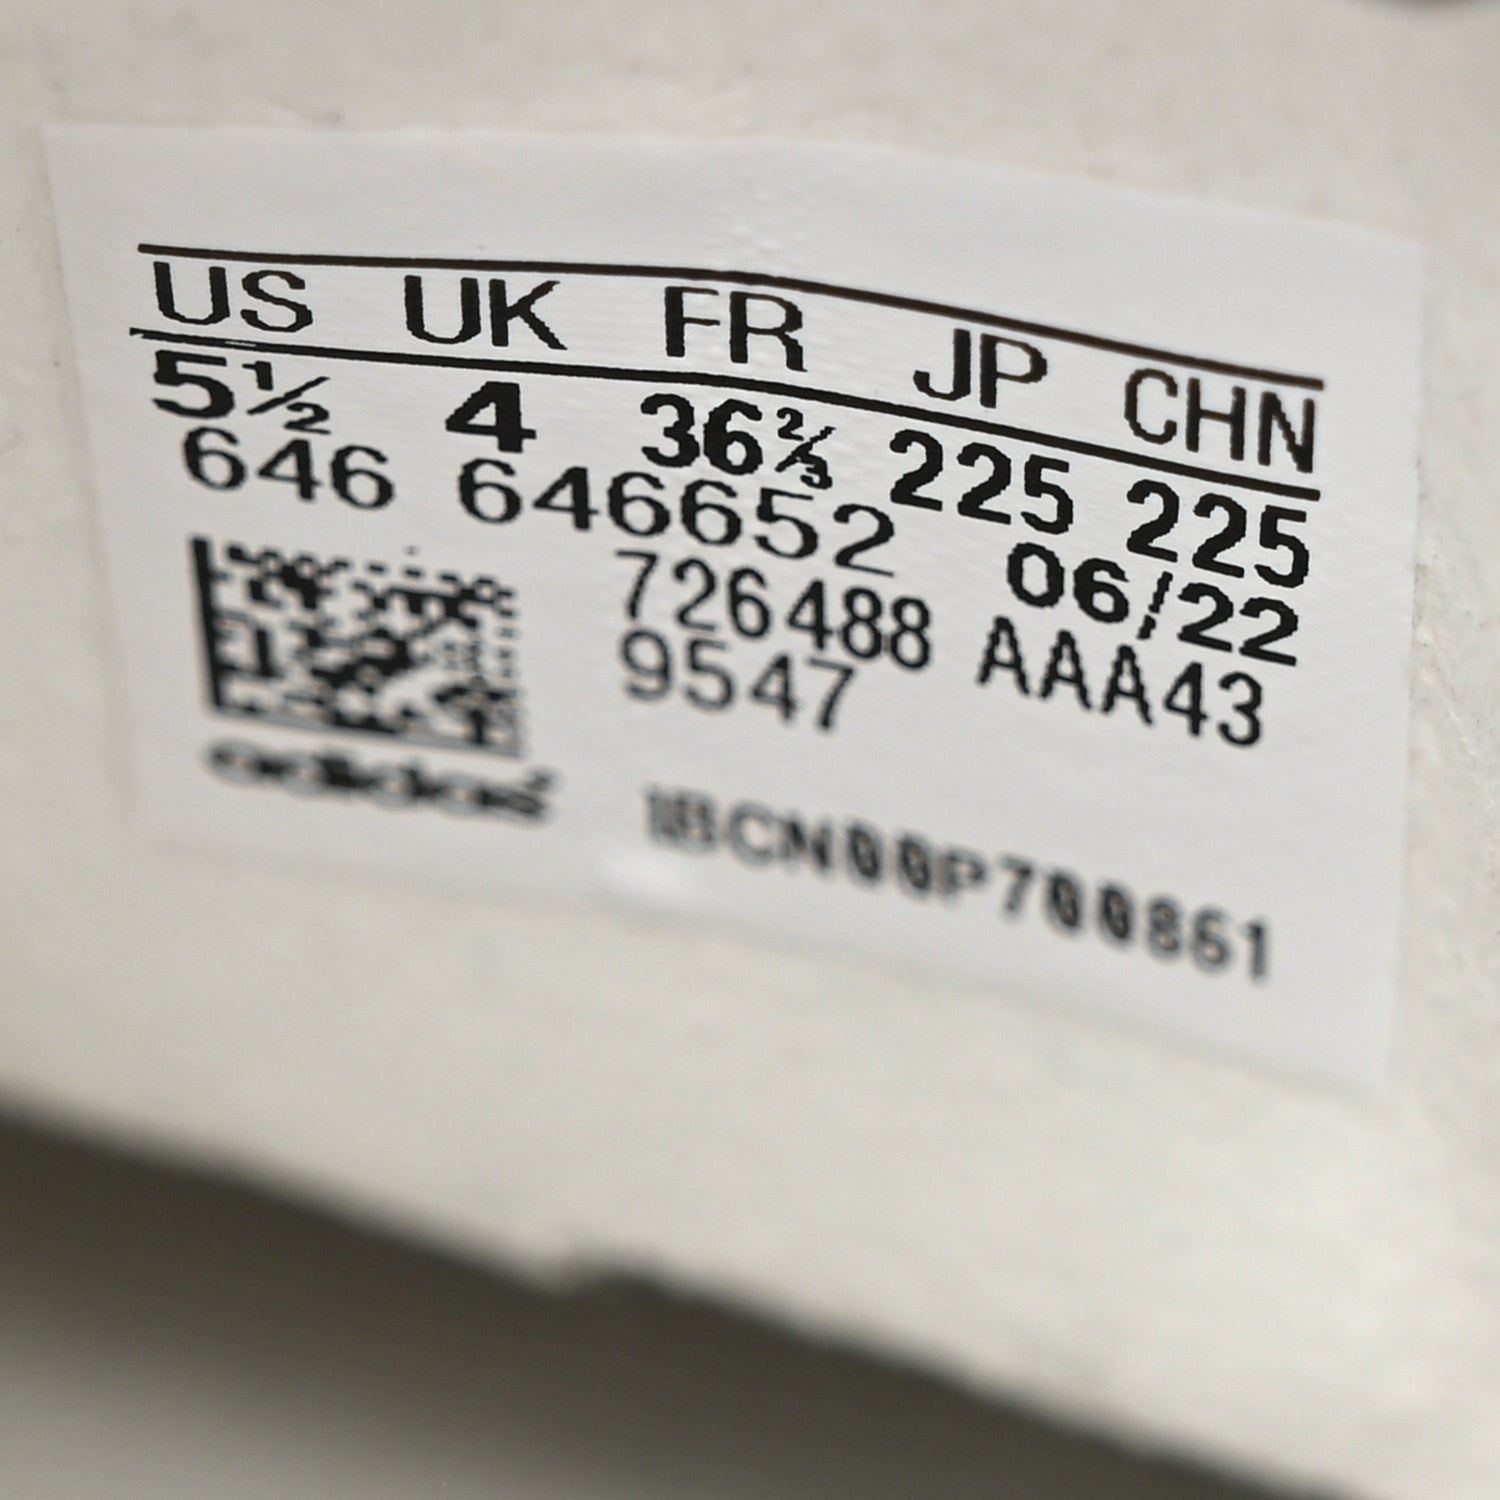 US UK FR JP CHN
5½ 4 36⅔ 225 225
646 646652 06/22
726488 AAA43
9547
adidas
1BCN00P700861